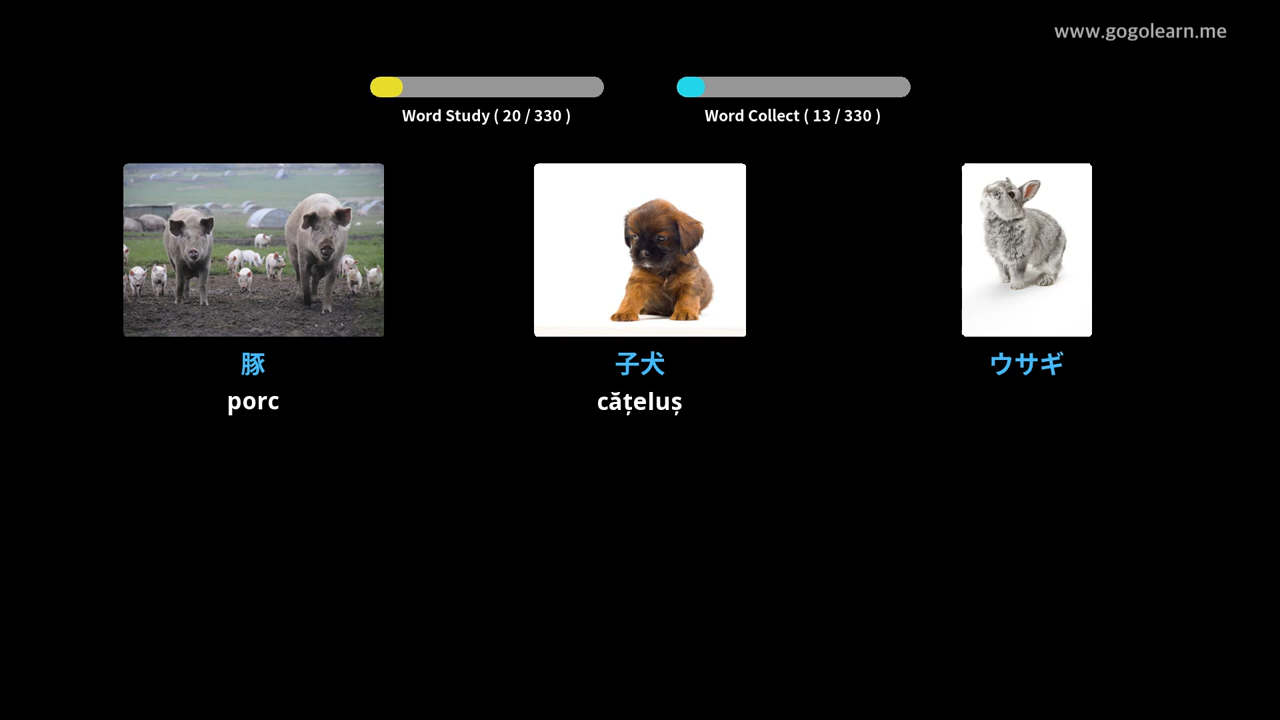 www.gogolearn.me
Word Study ( 20 / 330 )
Word Collect ( 13 / 330 )
豚
porc
子犬
cățeluș
ウサギ